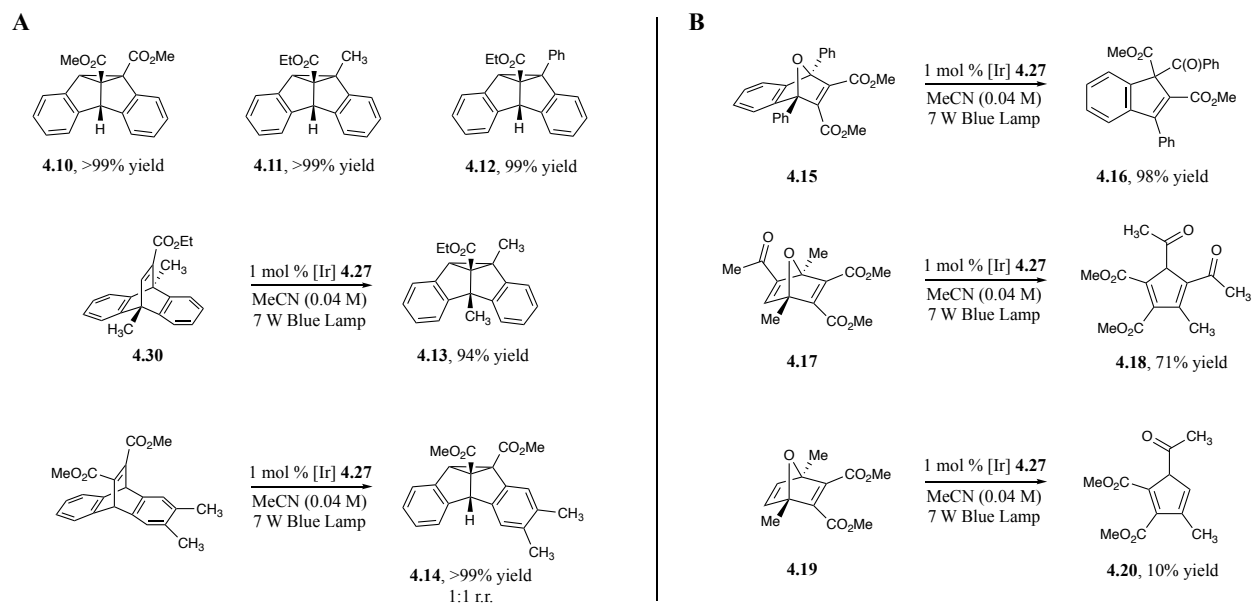 A
MeO₂C
CO₂Me
H
4.10, >99% yield
EtO₂C
CH₃
H
4.11, >99% yield
EtO₂C
Ph
H
4.12, 99% yield
CO₂Et
CH₃
H₃C
4.30
1 mol % [Ir] 4.27
MeCN (0.04 M)
7 W Blue Lamp
EtO₂C
CH₃
CH₃
4.13, 94% yield
CO₂Me
MeO₂C
CH₃
CH₃
1 mol % [Ir] 4.27
MeCN (0.04 M)
7 W Blue Lamp
MeO₂C
CO₂Me
CH₃
H
CH₃
4.14, >99% yield
1:1 r.r.
B
Ph
O
CO₂Me
Ph
CO₂Me
4.15
1 mol % [Ir] 4.27
MeCN (0.04 M)
7 W Blue Lamp
MeO₂C
C(O)Ph
CO₂Me
Ph
4.16, 98% yield
O
O
Me
Me
CO₂Me
Me
CO₂Me
4.17
1 mol % [Ir] 4.27
MeCN (0.04 M)
7 W Blue Lamp
H₃C
O
O
MeO₂C
CH₃
MeO₂C
CH₃
4.18, 71% yield
O
Me
CO₂Me
Me
CO₂Me
4.19
1 mol % [Ir] 4.27
MeCN (0.04 M)
7 W Blue Lamp
O
CH₃
MeO₂C
MeO₂C
CH₃
4.20, 10% yield